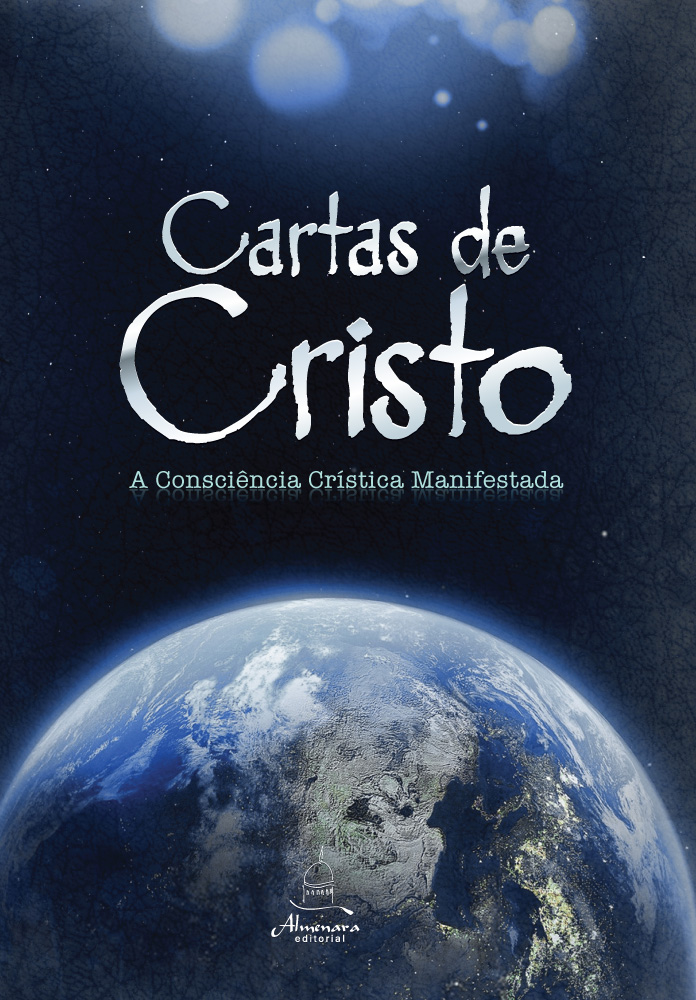 Cartas de
Cristo
A Consciência Crística Manifestada
Almenara
editorial